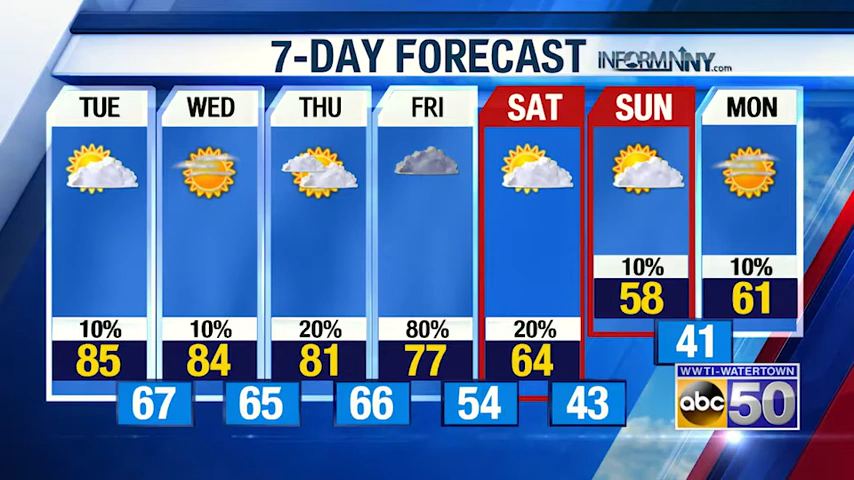 7-DAY FORECAST INFORMNNY.com
TUE WED THU FRI SAT SUN MON
10% 10%
58 61
10% 10% 20% 80% 20%
85 84 81 77 64
41
67 65 66 54 43
WWTI-WATERTOWN
abc 50